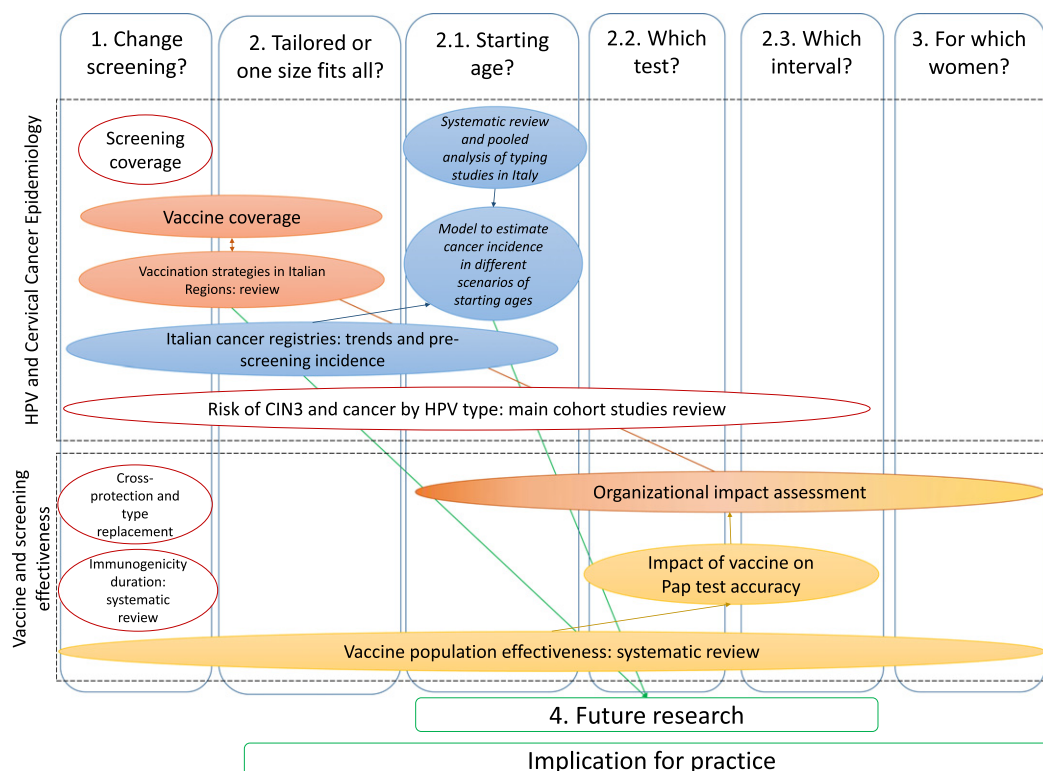 1. Change
screening?
2. Tailored or
one size fits all?
2.1. Starting
age?
2.2. Which
test?
2.3. Which
interval?
3. For which
women?
HPV and Cervical Cancer Epidemiology
Screening
coverage
Systematic review
and pooled
analysis of typing
studies in Italy
Vaccine coverage
Model to estimate
cancer incidence
in different
scenarios of
starting ages
Vaccination strategies in Italian
Regions: review
Italian cancer registries: trends and pre-
screening incidence
Risk of CIN3 and cancer by HPV type: main cohort studies review
Vaccine and screening
effectiveness
Cross-
protection and
type
replacement
Organizational impact assessment
Immunogenicity
duration:
systematic
review
Impact of vaccine on
Pap test accuracy
Vaccine population effectiveness: systematic review
4. Future research
Implication for practice